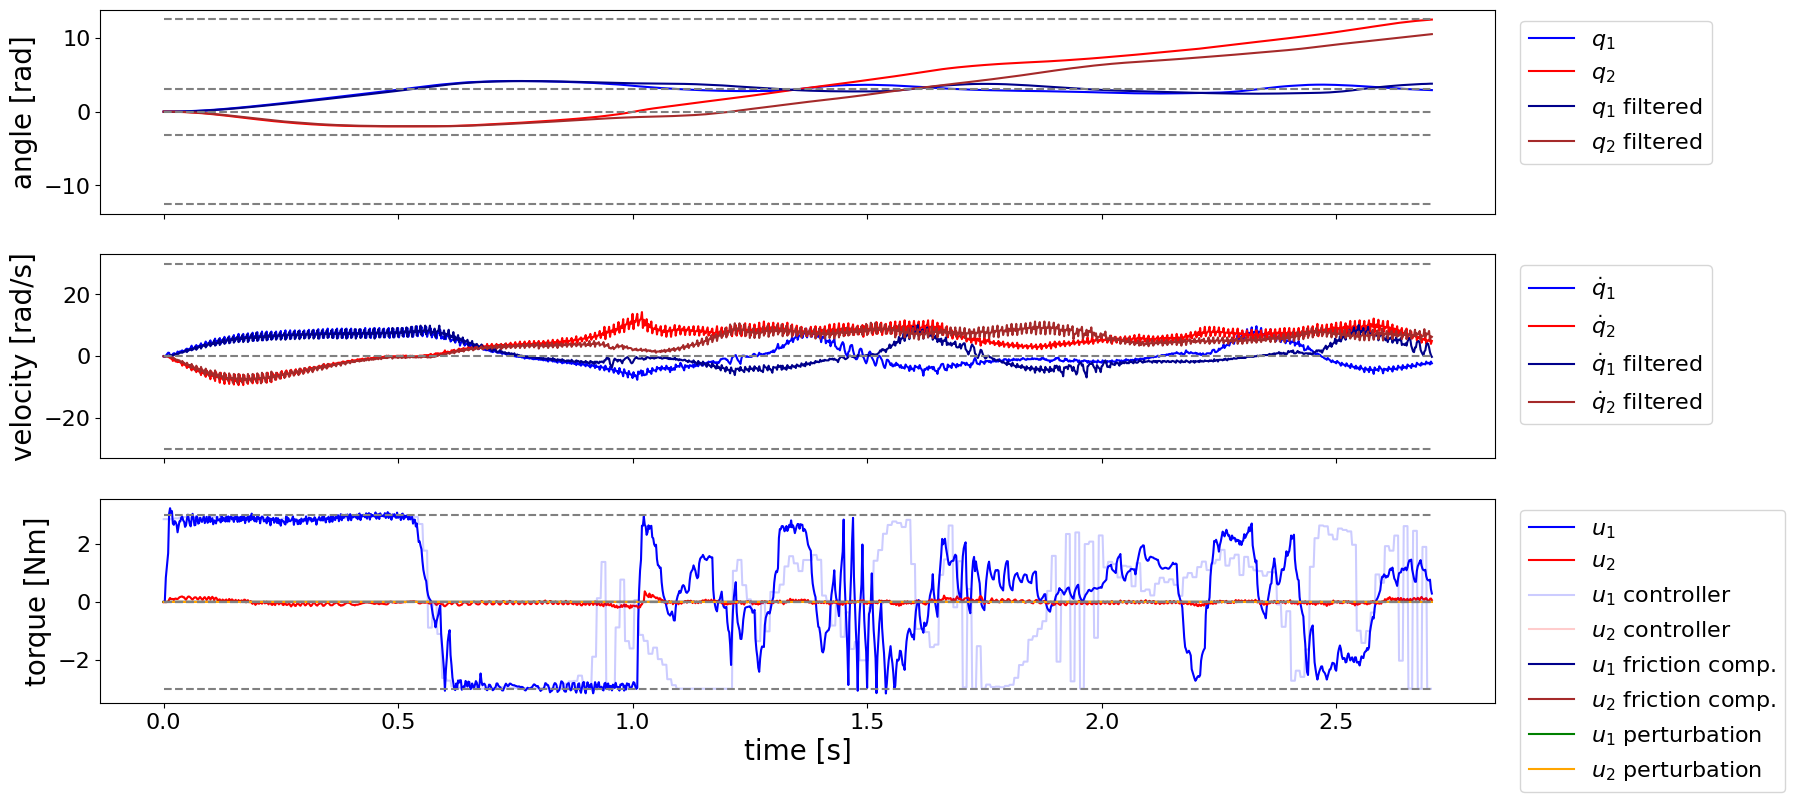 angle [rad]
10
0
−10
q₁
q₂
q₁ filtered
q₂ filtered
velocity [rad/s]
20
0
−20
q̇₁
q̇₂
q̇₁ filtered
q̇₂ filtered
torque [Nm]
2
0
−2
0.0 0.5 1.0 1.5 2.0 2.5
time [s]
u₁
u₂
u₁ controller
u₂ controller
u₁ friction comp.
u₂ friction comp.
u₁ perturbation
u₂ perturbation